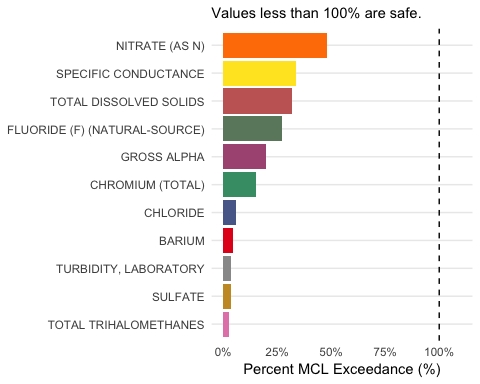 Values less than 100% are safe.
NITRATE (AS N)
SPECIFIC CONDUCTANCE
TOTAL DISSOLVED SOLIDS
FLUORIDE (F) (NATURAL-SOURCE)
GROSS ALPHA
CHROMIUM (TOTAL)
CHLORIDE
BARIUM
TURBIDITY, LABORATORY
SULFATE
TOTAL TRIHALOMETHANES
0% 25% 50% 75% 100%
Percent MCL Exceedance (%)